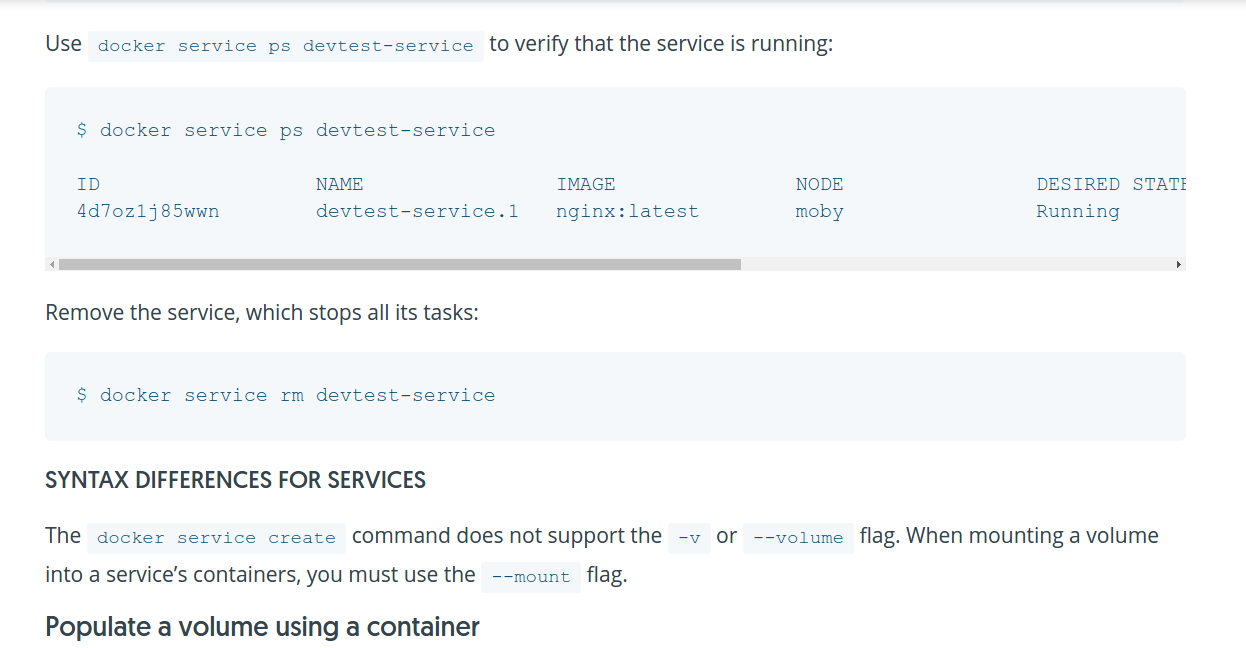 Use docker service ps devtest-service to verify that the service is running:
$ docker service ps devtest-service
ID NAME IMAGE NODE DESIRED STATE
4d7oz1j85wwn devtest-service.1 nginx:latest moby Running
Remove the service, which stops all its tasks:
$ docker service rm devtest-service
SYNTAX DIFFERENCES FOR SERVICES
The docker service create command does not support the -v or --volume flag. When mounting a volume
into a service’s containers, you must use the --mount flag.
Populate a volume using a container